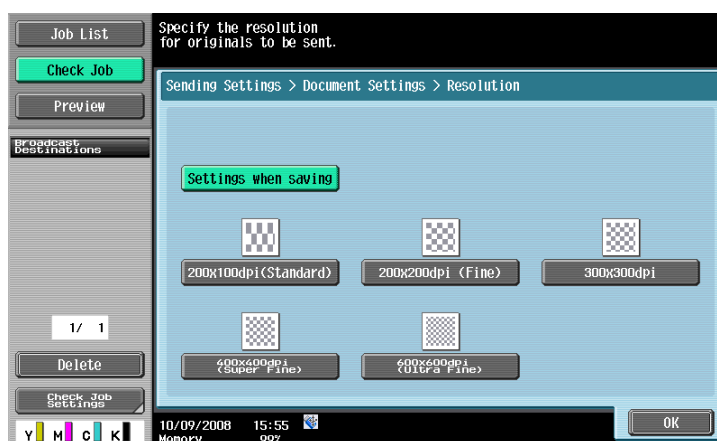 Job List
Check Job
Preview
Broadcast
Destinations
1/ 1
Delete
Check Job
Settings
Y M C K
Specify the resolution
for originals to be sent.
Sending Settings > Document Settings > Resolution
Settings when saving
200x100dpi(Standard)
200x200dpi (Fine)
300x300dpi
400x400dpi
(Super Fine)
600x600dpi
(Ultra Fine)
10/09/2008 15:55
Memory 99%
OK